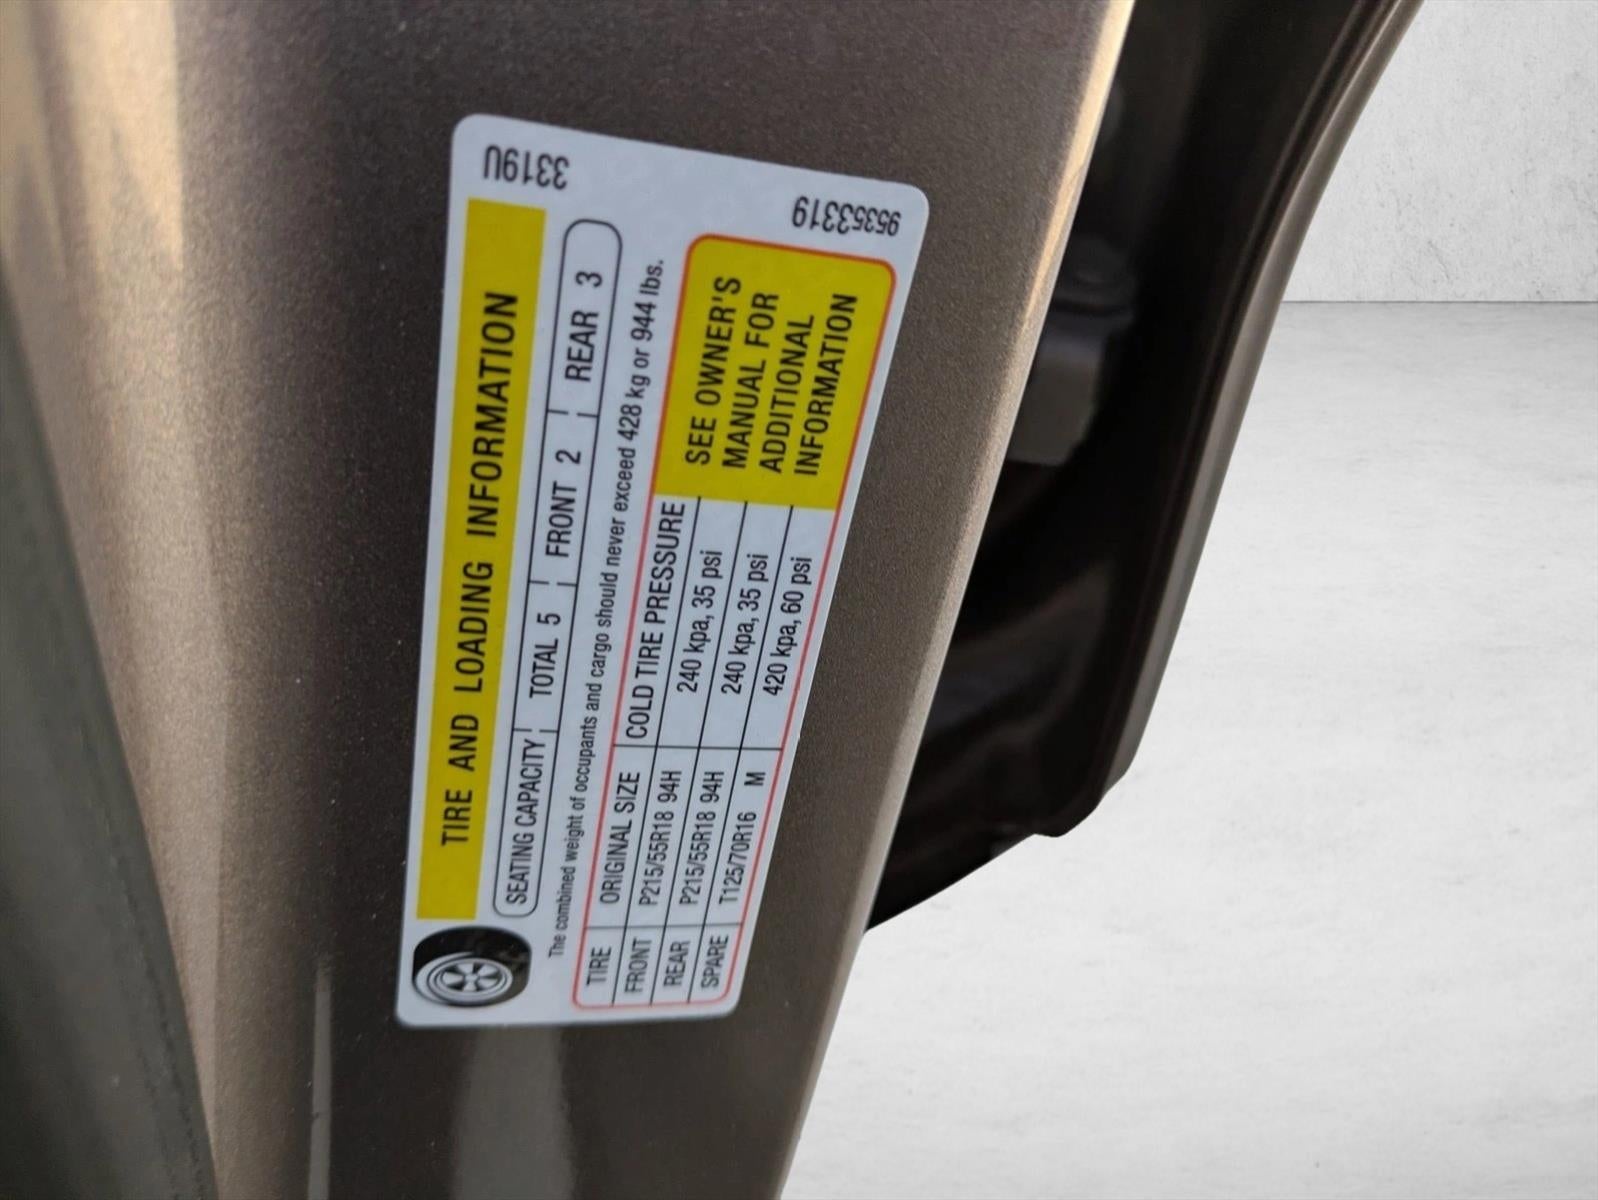 3319U
TIRE AND LOADING INFORMATION
SEATING CAPACITY TOTAL 5 FRONT 2 REAR 3
The combined weight of occupants and cargo should never exceed 428 kg or 944 lbs.
TIRE ORIGINAL SIZE COLD TIRE PRESSURE
FRONT P215/55R18 94H 240 kpa, 35 psi
REAR P215/55R18 94H 240 kpa, 35 psi
SPARE T125/70R16 M 420 kpa, 60 psi
SEE OWNER'S
MANUAL FOR
ADDITIONAL
INFORMATION
95353319